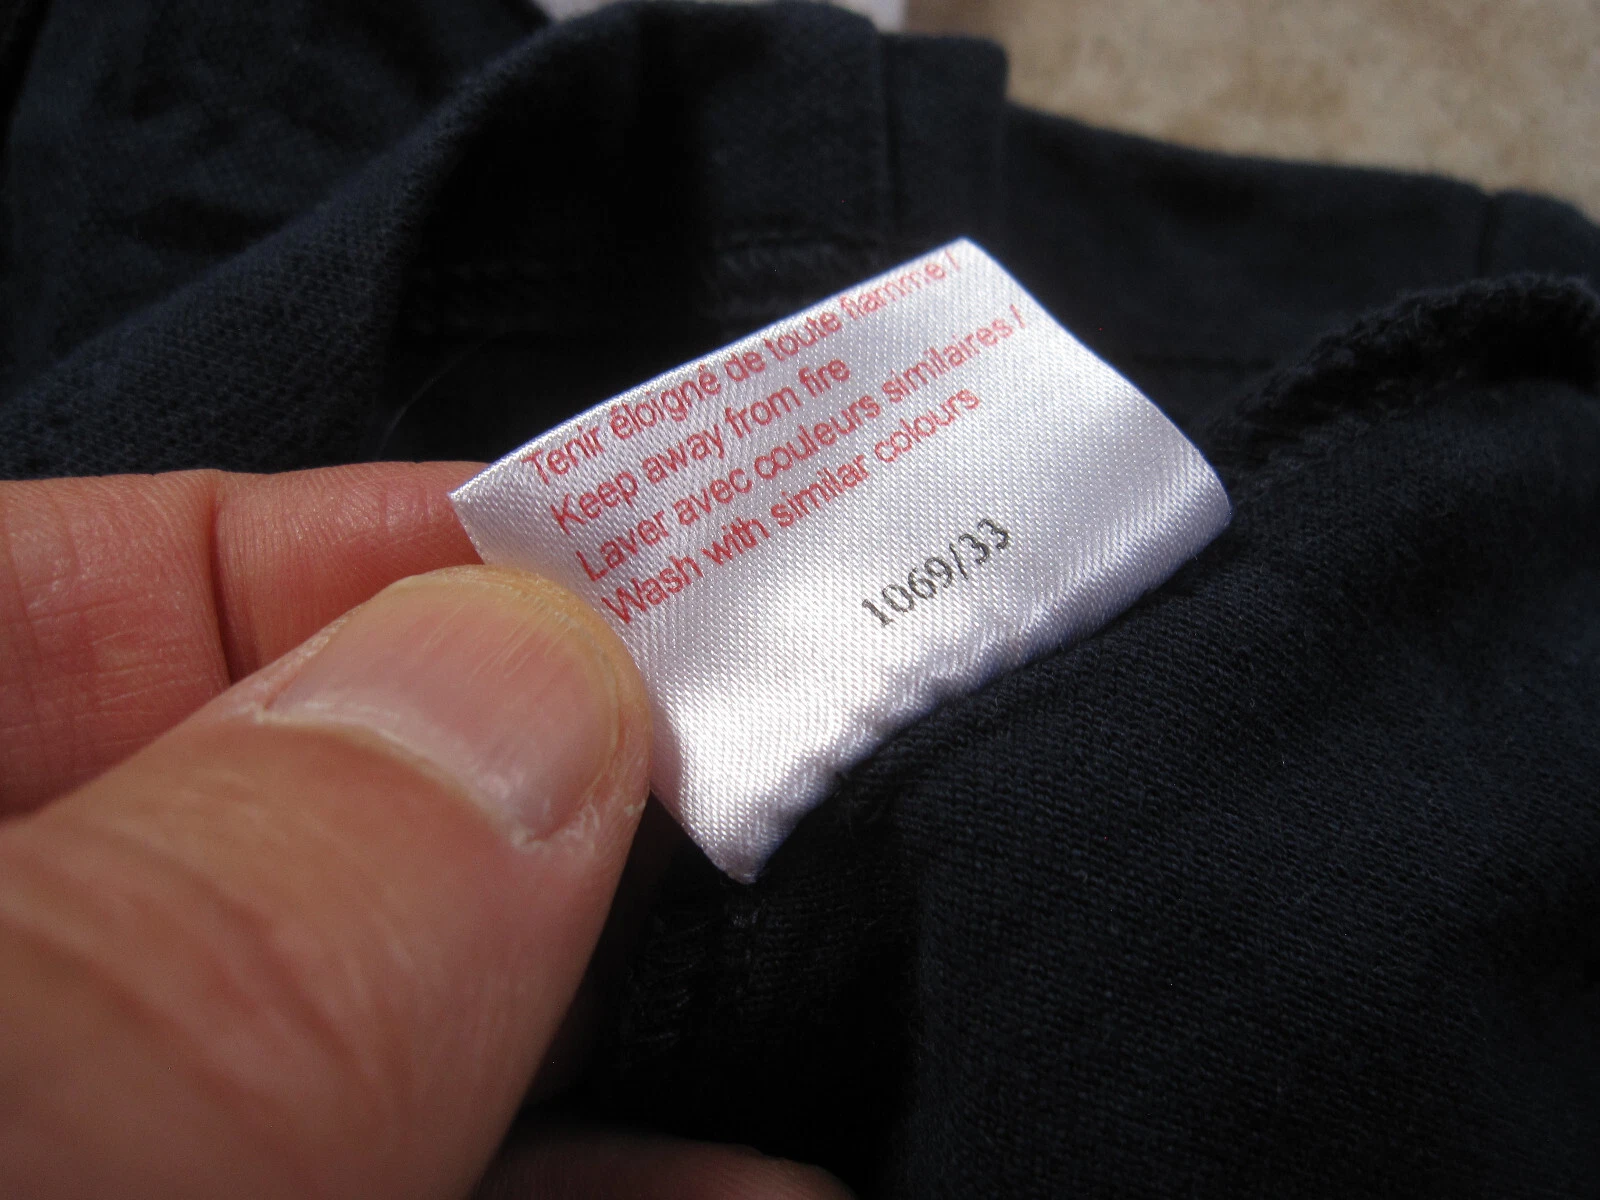 Tenir éloigné de toute flamme /
Keep away from fire
Laver avec couleurs similaires /
Wash with similar colours
1069/33